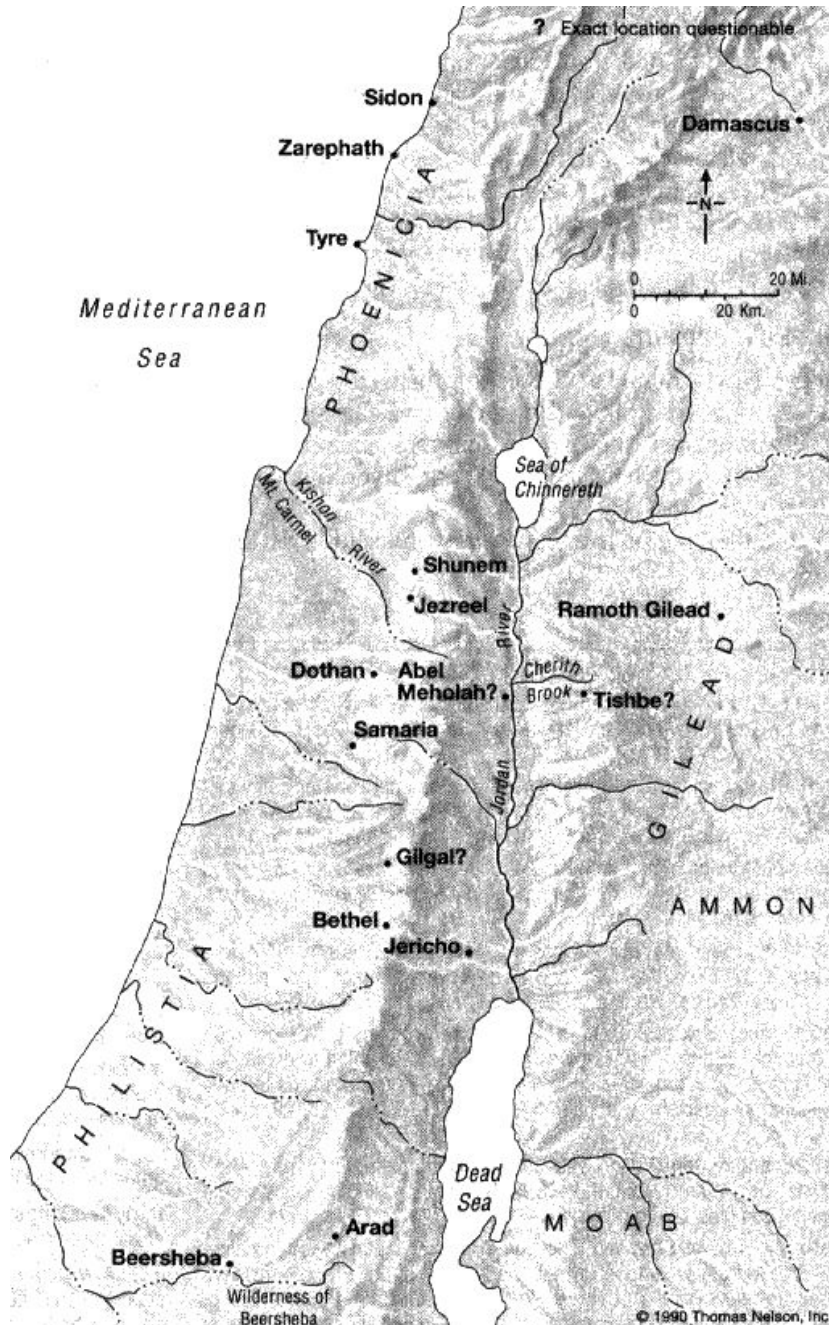 ? Exact location questionable
Sidon
Damascus
Zarephath
N
Tyre
PHOENICIA
0 20 Mi.
0 20 Km.
Mediterranean
Sea
Sea of
Chinnereth
Kishon
River
Mt. Carmel
Shunem
Jezreel
River
Ramoth Gilead
Dothan
Abel
Meholah?
Cherith
Brook
Tishbe?
Samaria
Jordan
GILEAD
Gilgal?
AMMON
Bethel
Jericho
PHILISTIA
Dead
Sea
MOAB
Arad
Beersheba
Wilderness of
Beersheba
© 1990 Thomas Nelson, Inc